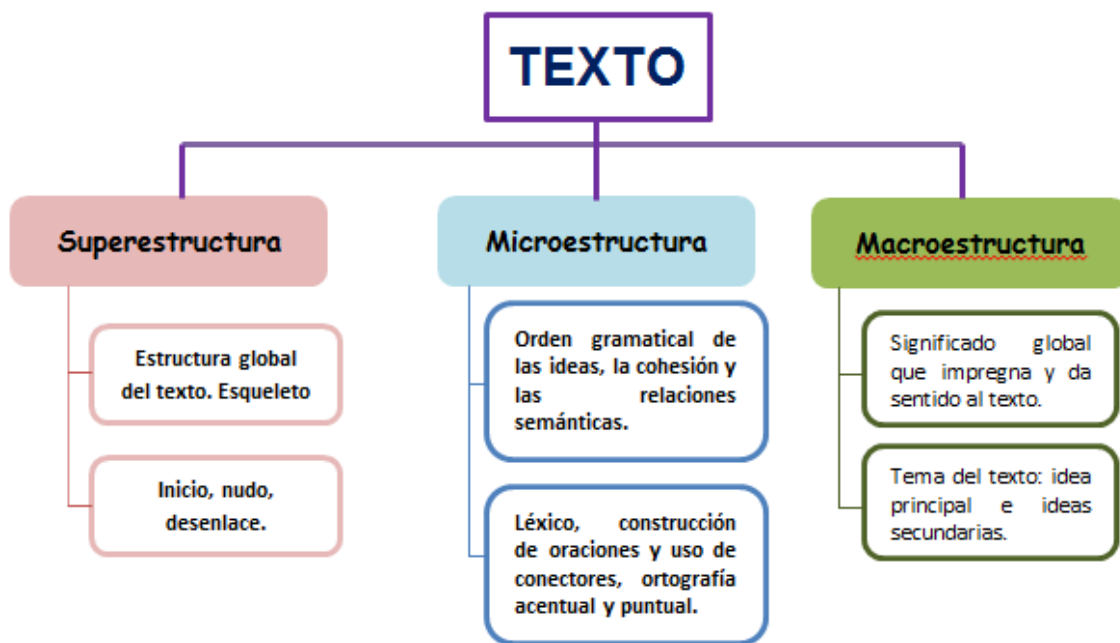 TEXTO
Superestructura
Estructura global
del texto. Esqueleto
Inicio, nudo,
desenlace.
Microestructura
Orden gramatical de
las ideas, la cohesión y
las relaciones
semánticas.
Léxico, construcción
de oraciones y uso de
conectores, ortografía
acentual y puntual.
Macroestructura
Significado global
que impregna y da
sentido al texto.
Tema del texto: idea
principal e ideas
secundarias.